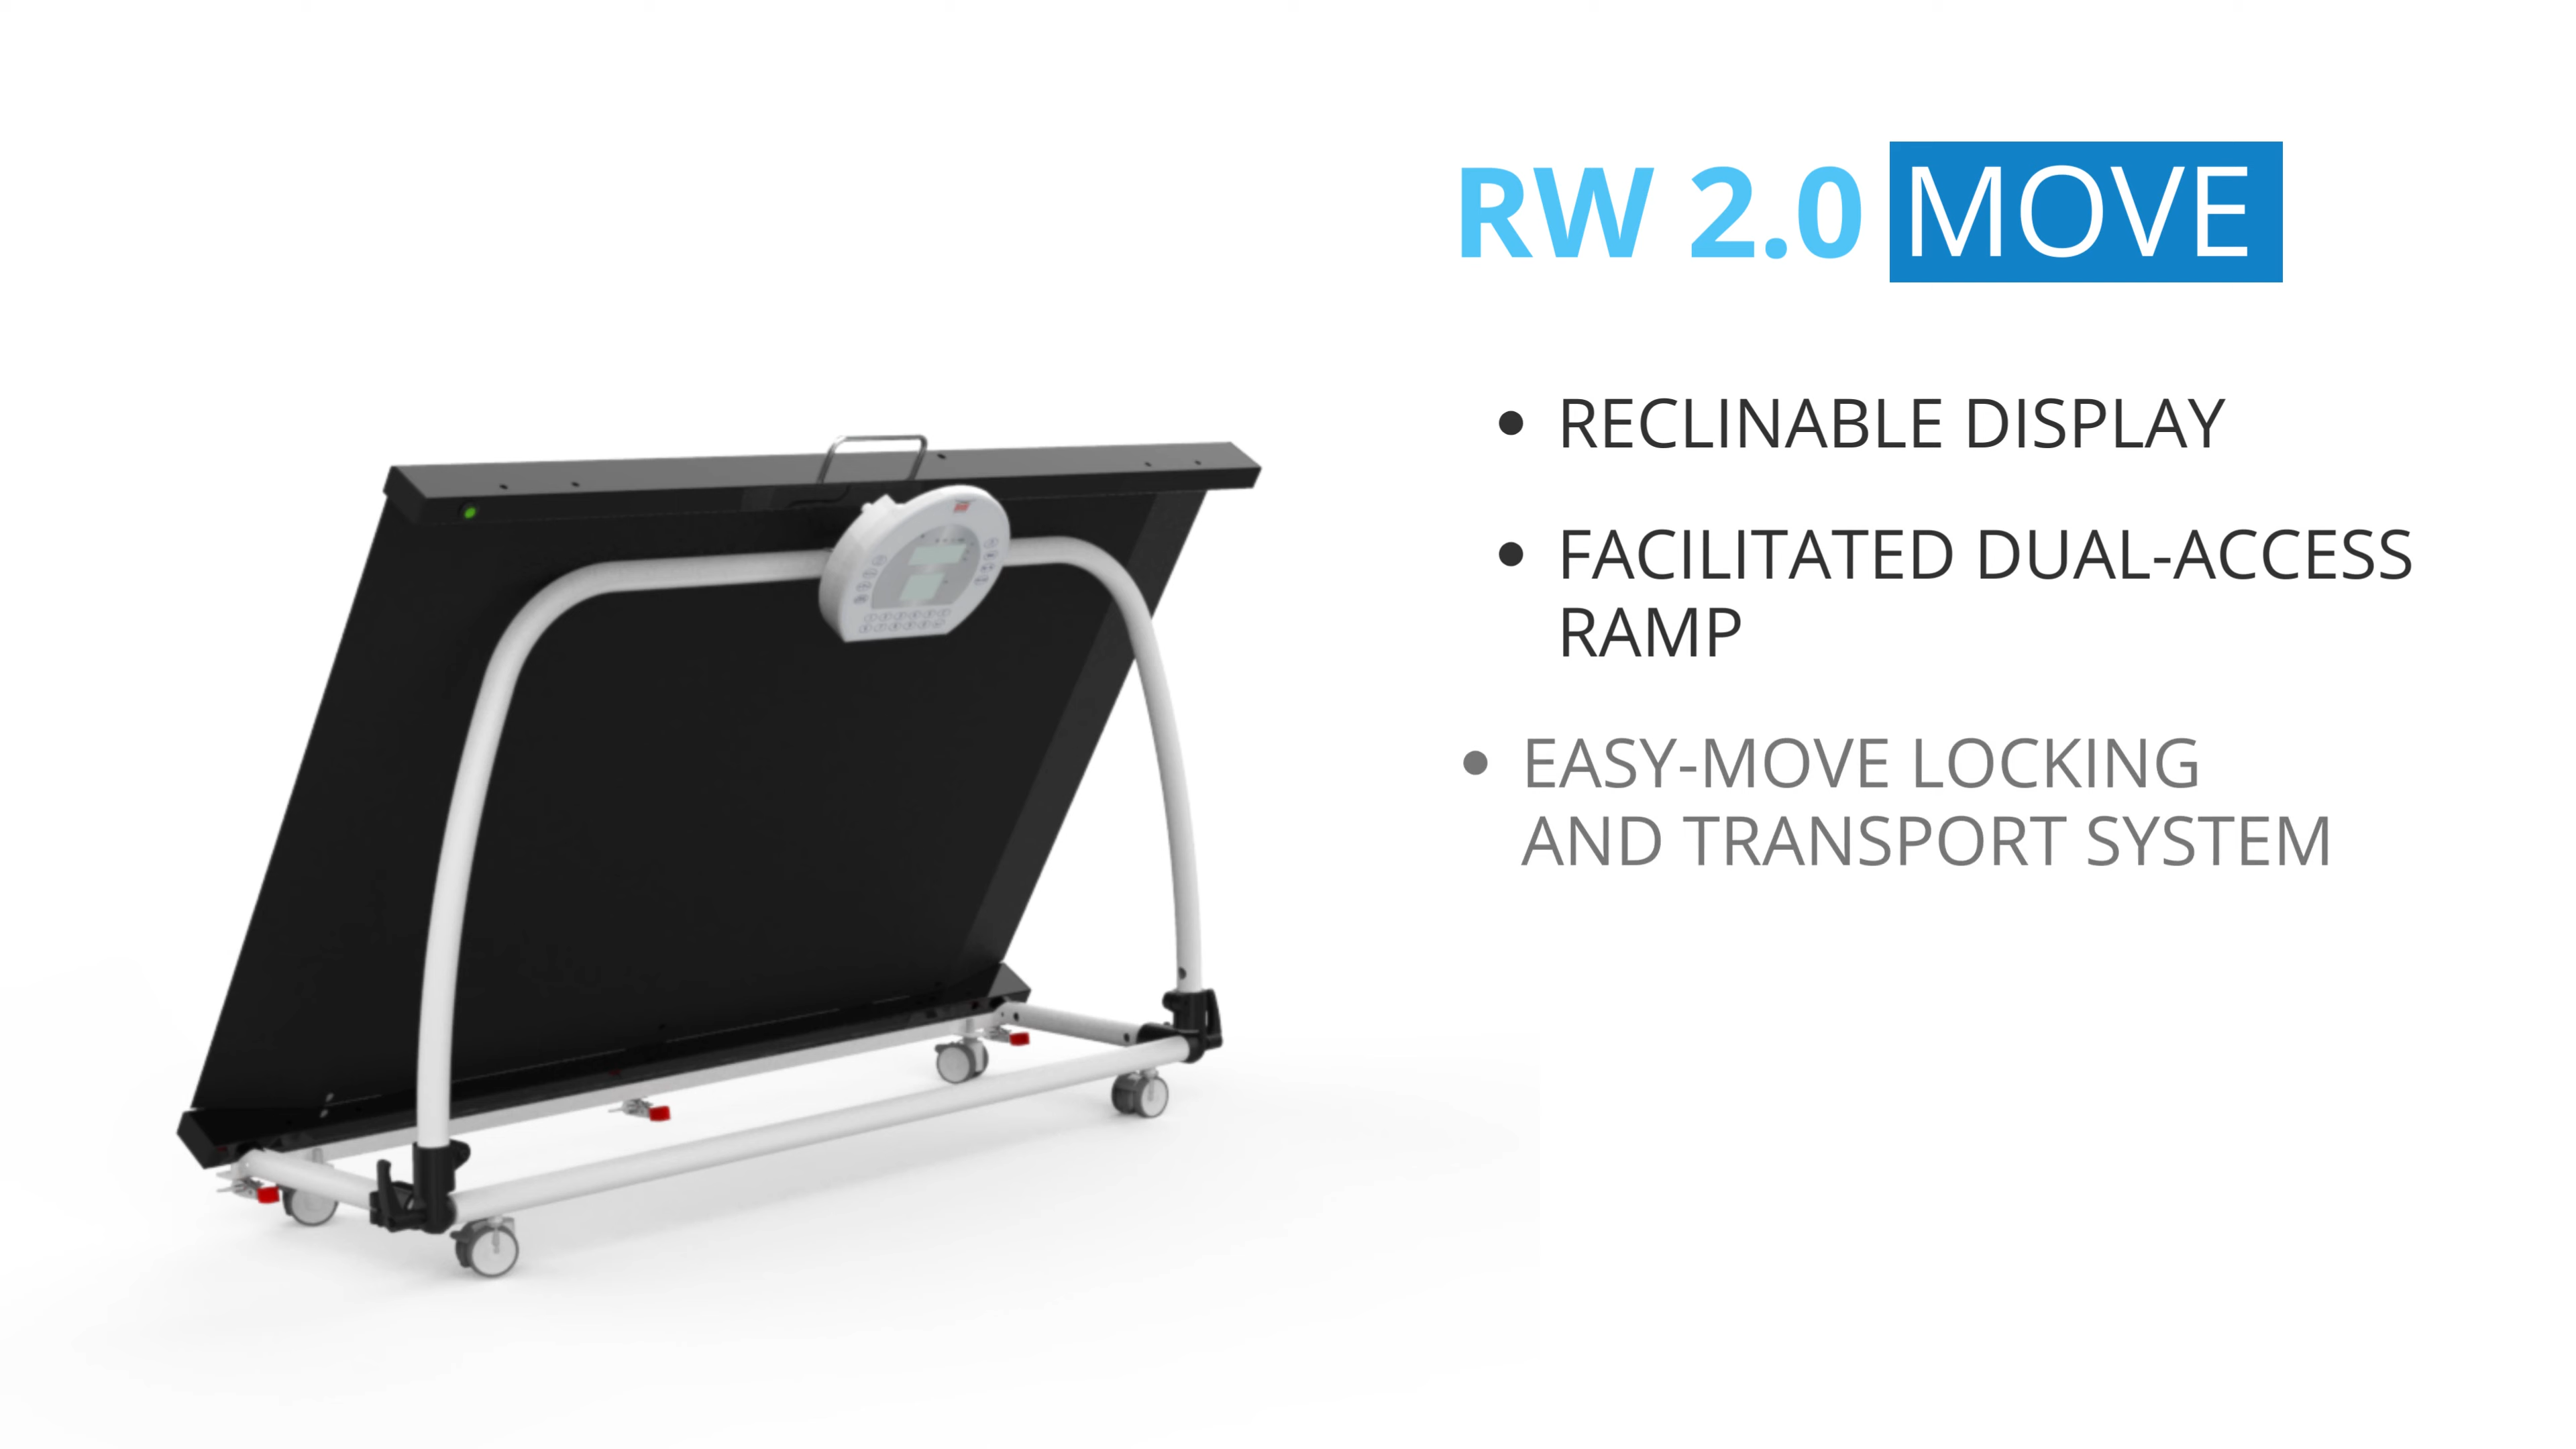 RW 2.0 MOVE
• RECLINABLE DISPLAY
• FACILITATED DUAL-ACCESS
RAMP
• EASY-MOVE LOCKING
AND TRANSPORT SYSTEM